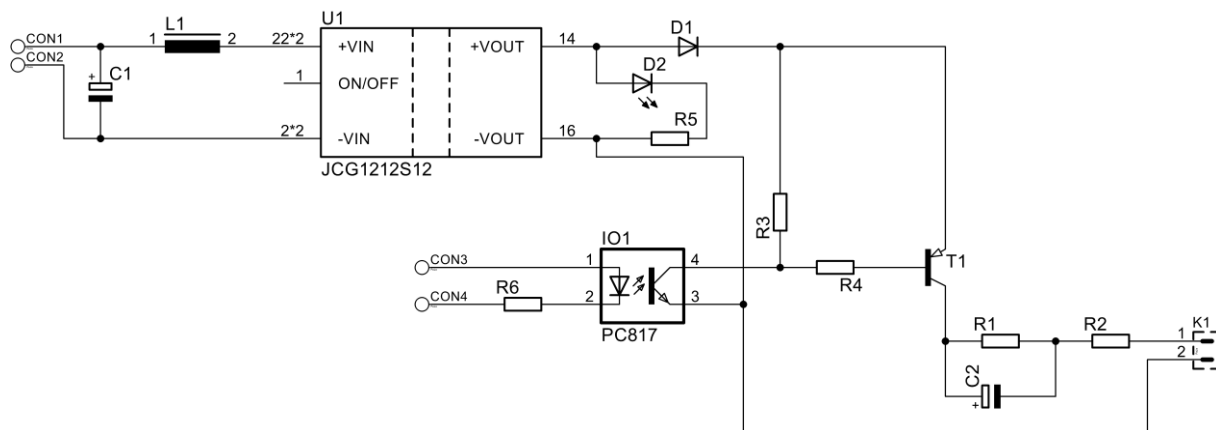 CON1
CON2
L1
1 2
C1
+
U1
22*2 +VIN +VOUT 14
1 ON/OFF
2*2 -VIN -VOUT 16
JCG1212S12
D1
D2
R5
R3
IO1
CON3
1 4
CON4
R6
2 3
PC817
R4
T1
R1
R2
K1
1
2
C2
+